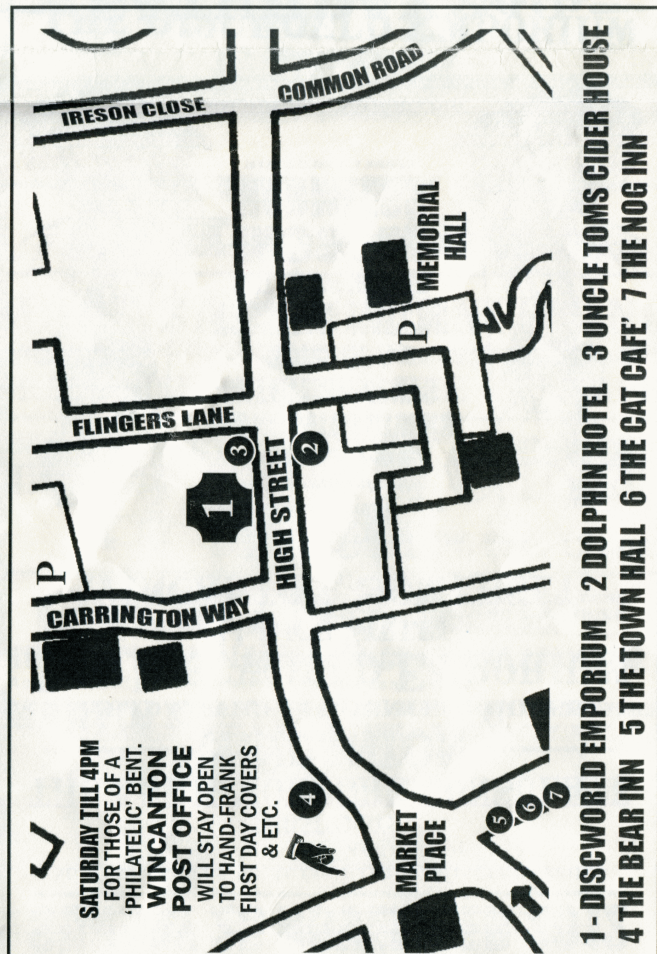 IRESON CLOSE
COMMON ROAD
MEMORIAL
HALL
P
FLINGERS LANE
3
2
1
HIGH STREET
P
CARRINGTON WAY
SATURDAY TILL 4PM
FOR THOSE OF A
'PHILATELIC' BENT.
WINCANTON
POST OFFICE
WILL STAY OPEN
TO HAND-FRANK
FIRST DAY COVERS
& ETC.
4
MARKET
PLACE
5
6
7
1- DISCWORLD EMPORIUM 2 DOLPHIN HOTEL 3 UNCLE TOMS CIDER HOUSE
4 THE BEAR INN 5 THE TOWN HALL 6 THE CAT CAFE' 7 THE NOG INN